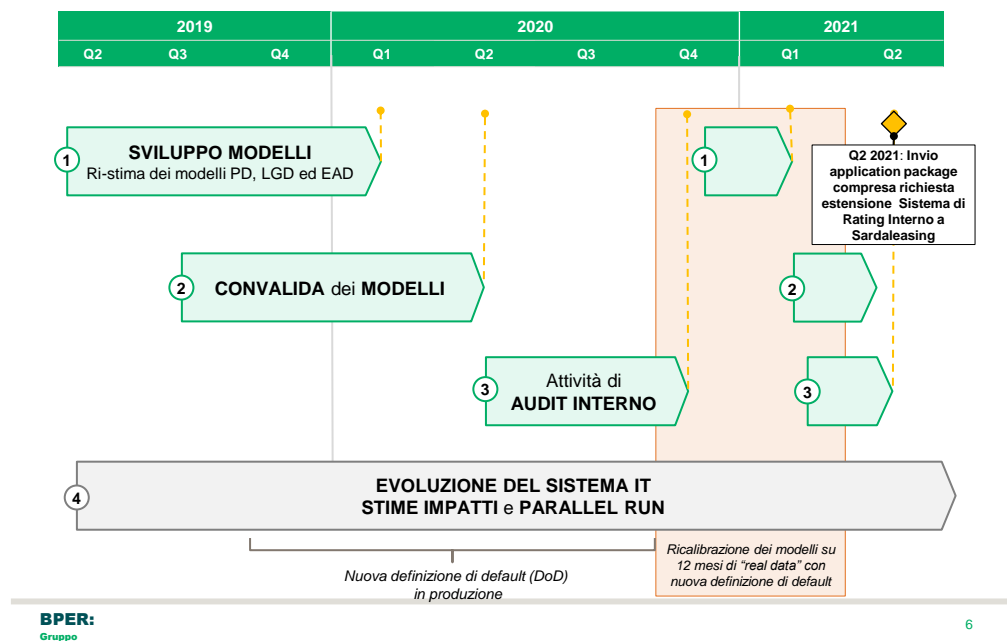 2019 2020 2021
Q2 Q3 Q4 Q1 Q2 Q3 Q4 Q1 Q2
1
SVILUPPO MODELLI
Ri-stima dei modelli PD, LGD ed EAD
1
Q2 2021: Invio
application package
compresa richiesta
estensione Sistema di
Rating Interno a
Sardaleasing
2
CONVALIDA dei MODELLI
2
3
Attività di
AUDIT INTERNO
3
4
EVOLUZIONE DEL SISTEMA IT
STIME IMPATTI e PARALLEL RUN
Nuova definizione di default (DoD)
in produzione
Ricalibrazione dei modelli su
12 mesi di “real data” con
nuova definizione di default
BPER:
Gruppo
6